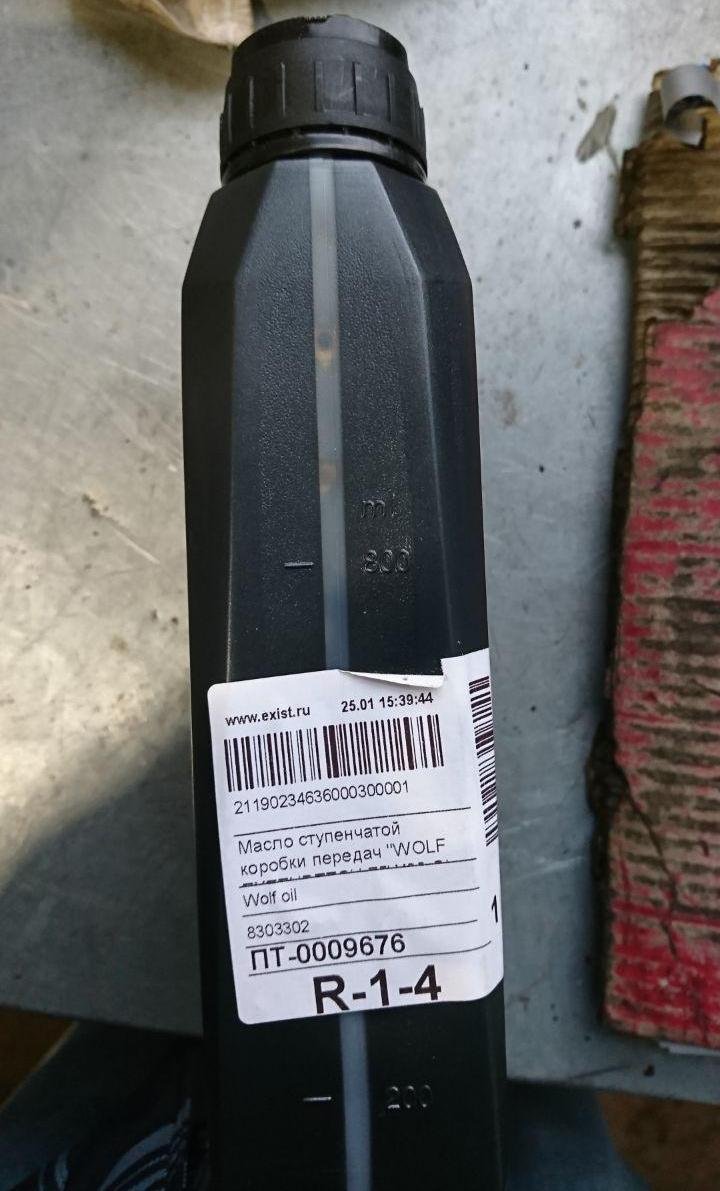 ml
800
www.exist.ru 25.01 15:39:44
21190234636000300001
Масло ступенчатой
коробки передач "WOLF
Wolf oil
8303302
1
ПТ-0009676
R-1-4
200